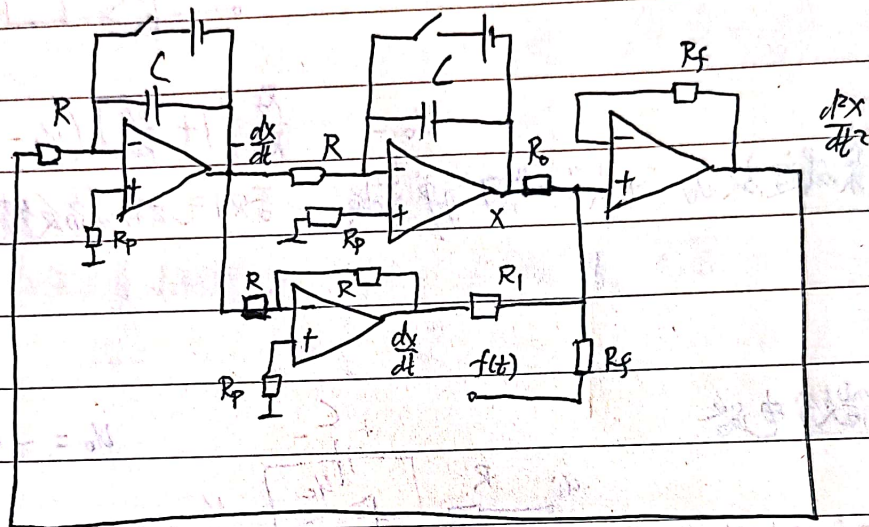 C
C
Rf
R
-dx/dt
R
R₀
d²x/dt²
-
-
-
+
+
+
Rp
Rp
X
R
R
R₁
-
+
dx/dt
f(t)
Rf
Rp